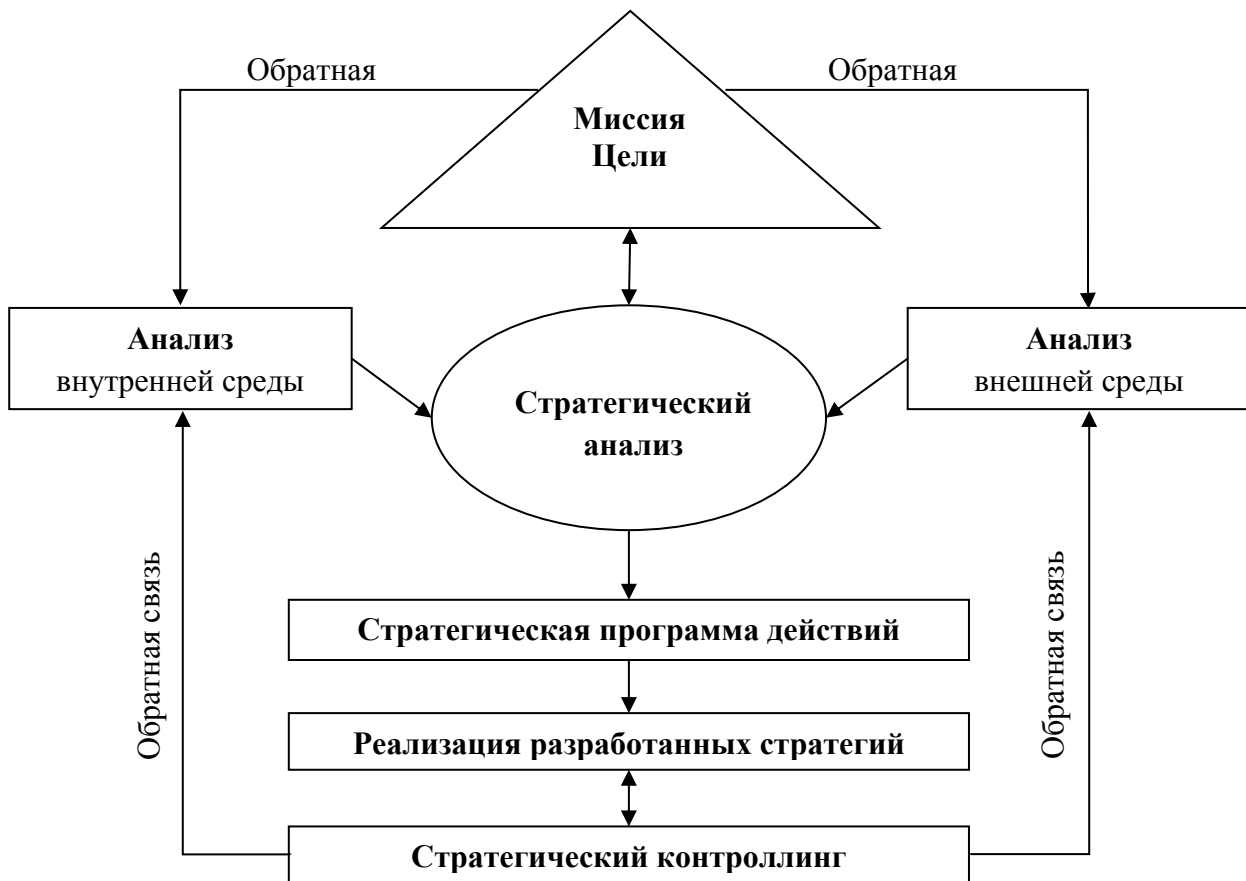 Обратная
Обратная
Миссия
Цели
Анализ
внутренней среды
Анализ
внешней среды
Стратегический
анализ
Обратная связь
Обратная связь
Стратегическая программа действий
Реализация разработанных стратегий
Стратегический контроллинг